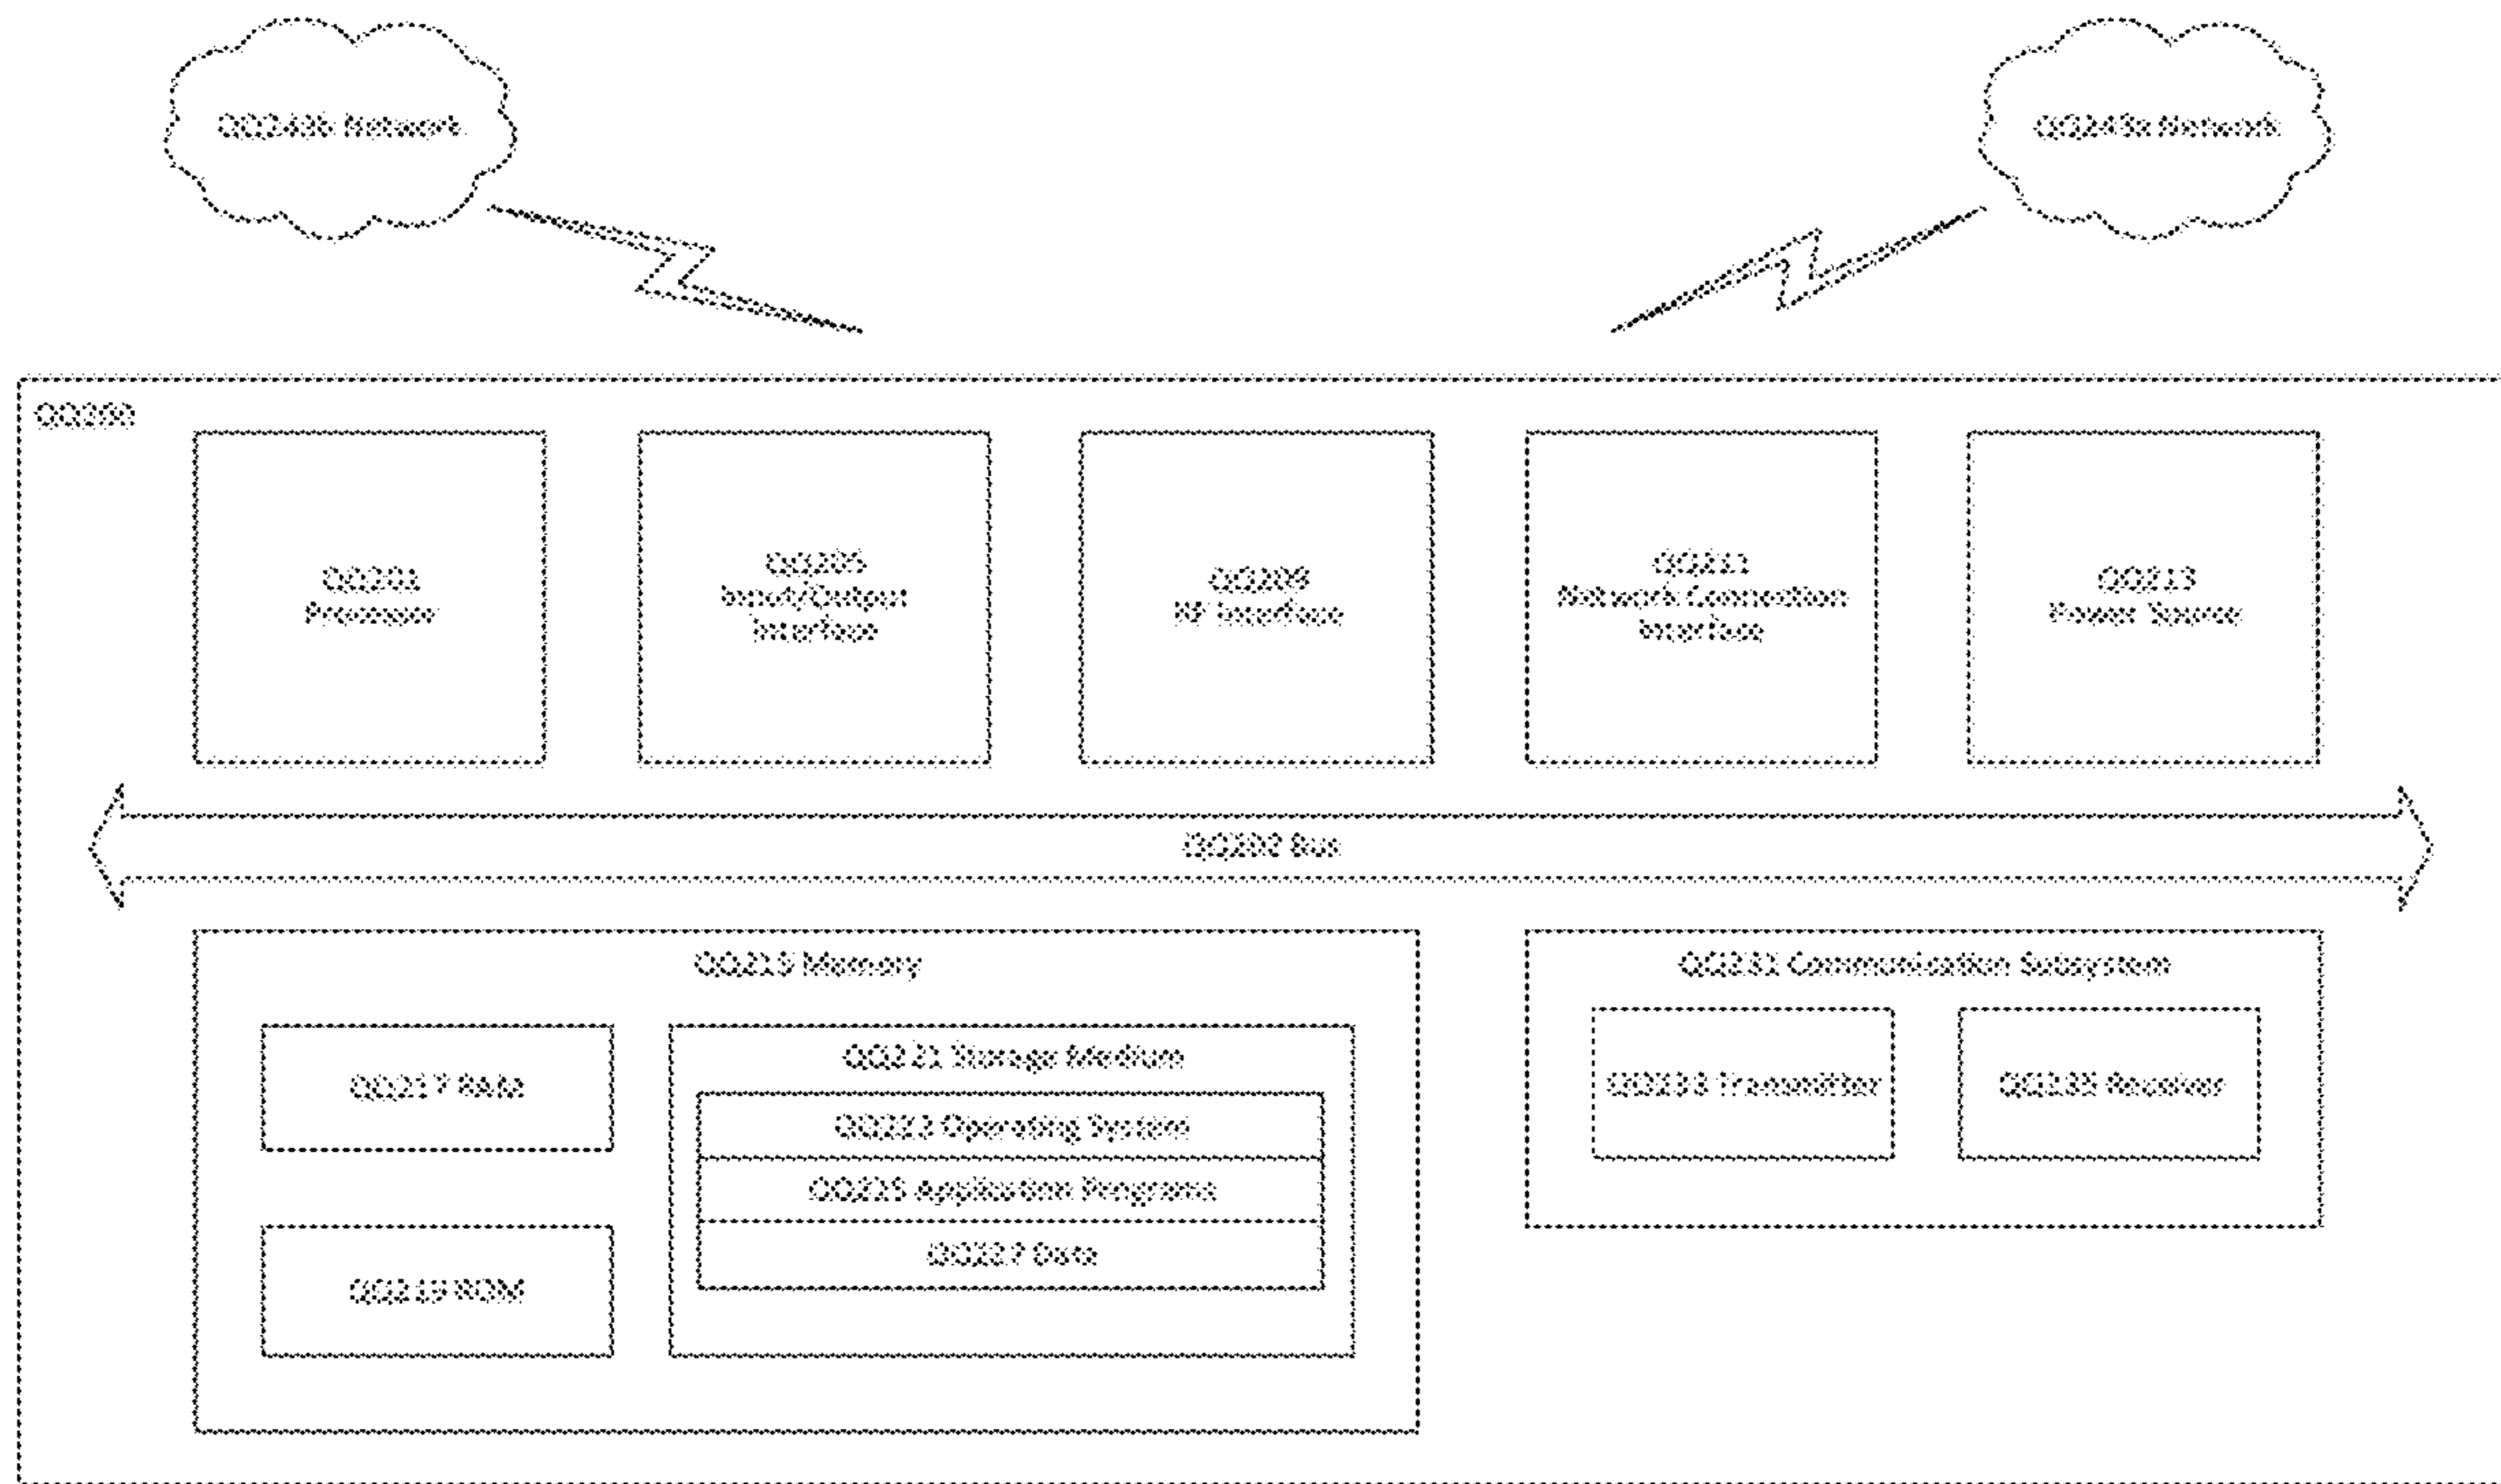 QQ243b Network
QQ243a Network
QQ200
QQ201
Processor
QQ205
Input/Output
Interface
QQ209
RF Interface
QQ211
Network Connection
Interface
QQ213
Power Source
Bus
QQ215 Memory
QQ231 Communication Subsystem
QQ217 RAM
QQ221 Storage Medium
QQ233 Transmitter
QQ235 Receiver
QQ223 Operating System
QQ225 Application Programs
QQ227 Data
QQ219 ROM